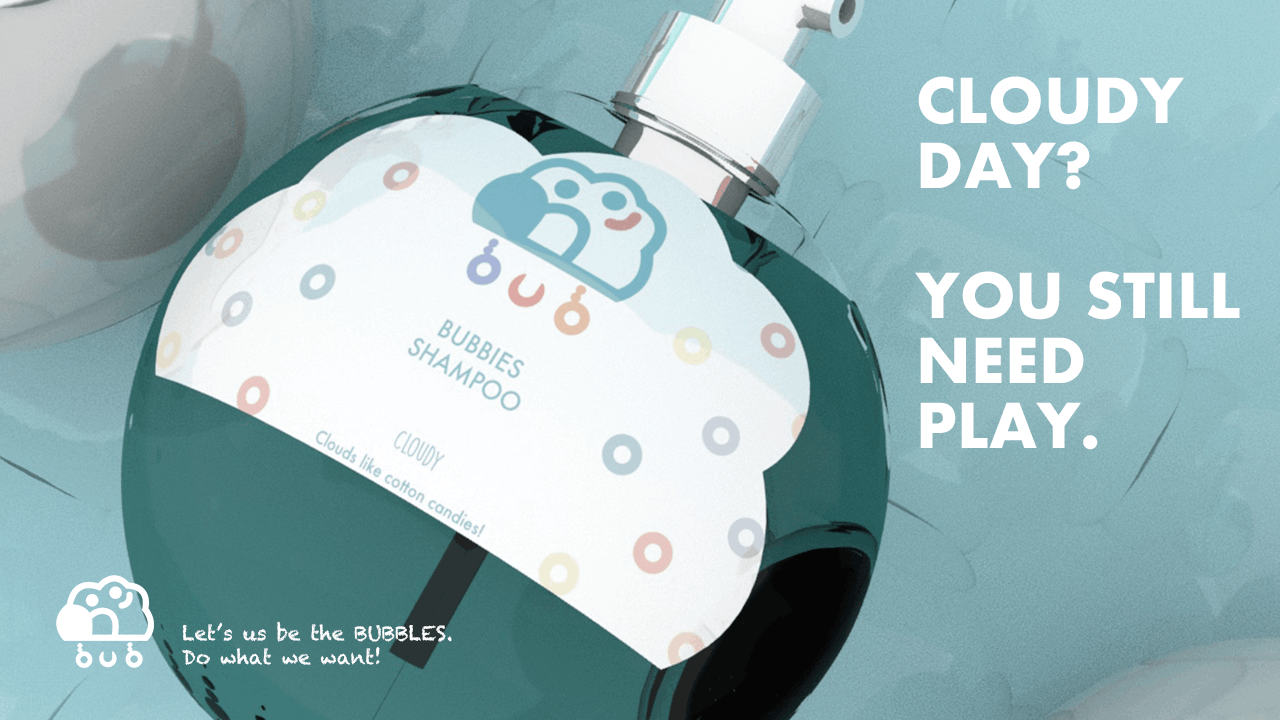 CLOUDY
DAY?
YOU STILL
NEED
PLAY.
bub
BUBBIES
SHAMPOO
CLOUDY
Clouds like cotton candies!
bub
Let's us be the BUBBLES.
Do what we want!